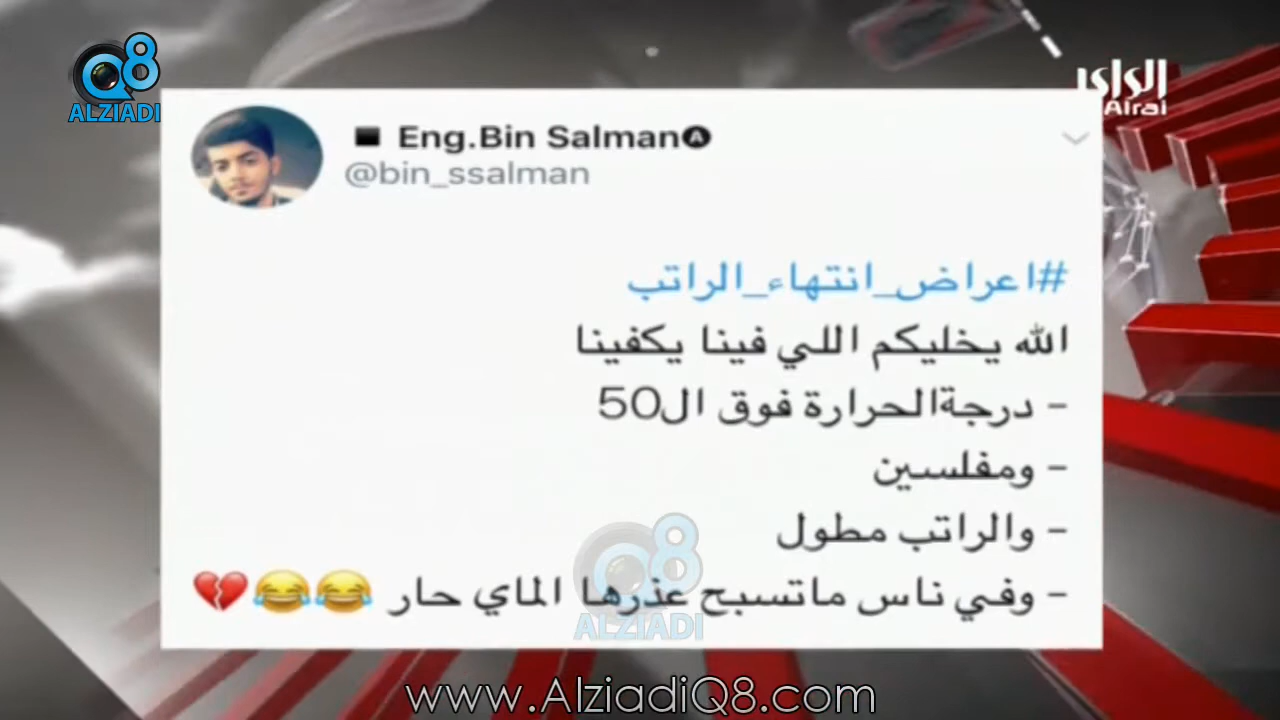 Q8
ALZIADI
الراي
Alrai
Eng.Bin Salman🅐
@bin_ssalman
#اعراض_انتهاء_الراتب
الله يخليكم اللي فينا يكفينا
- درجةالحرارة فوق ال50
- ومفلسين
- والراتب مطول
- وفي ناس ماتسبح عذرها الماي حار 😂😂💔
Q8
ALZIADI
www.AlziadiQ8.com